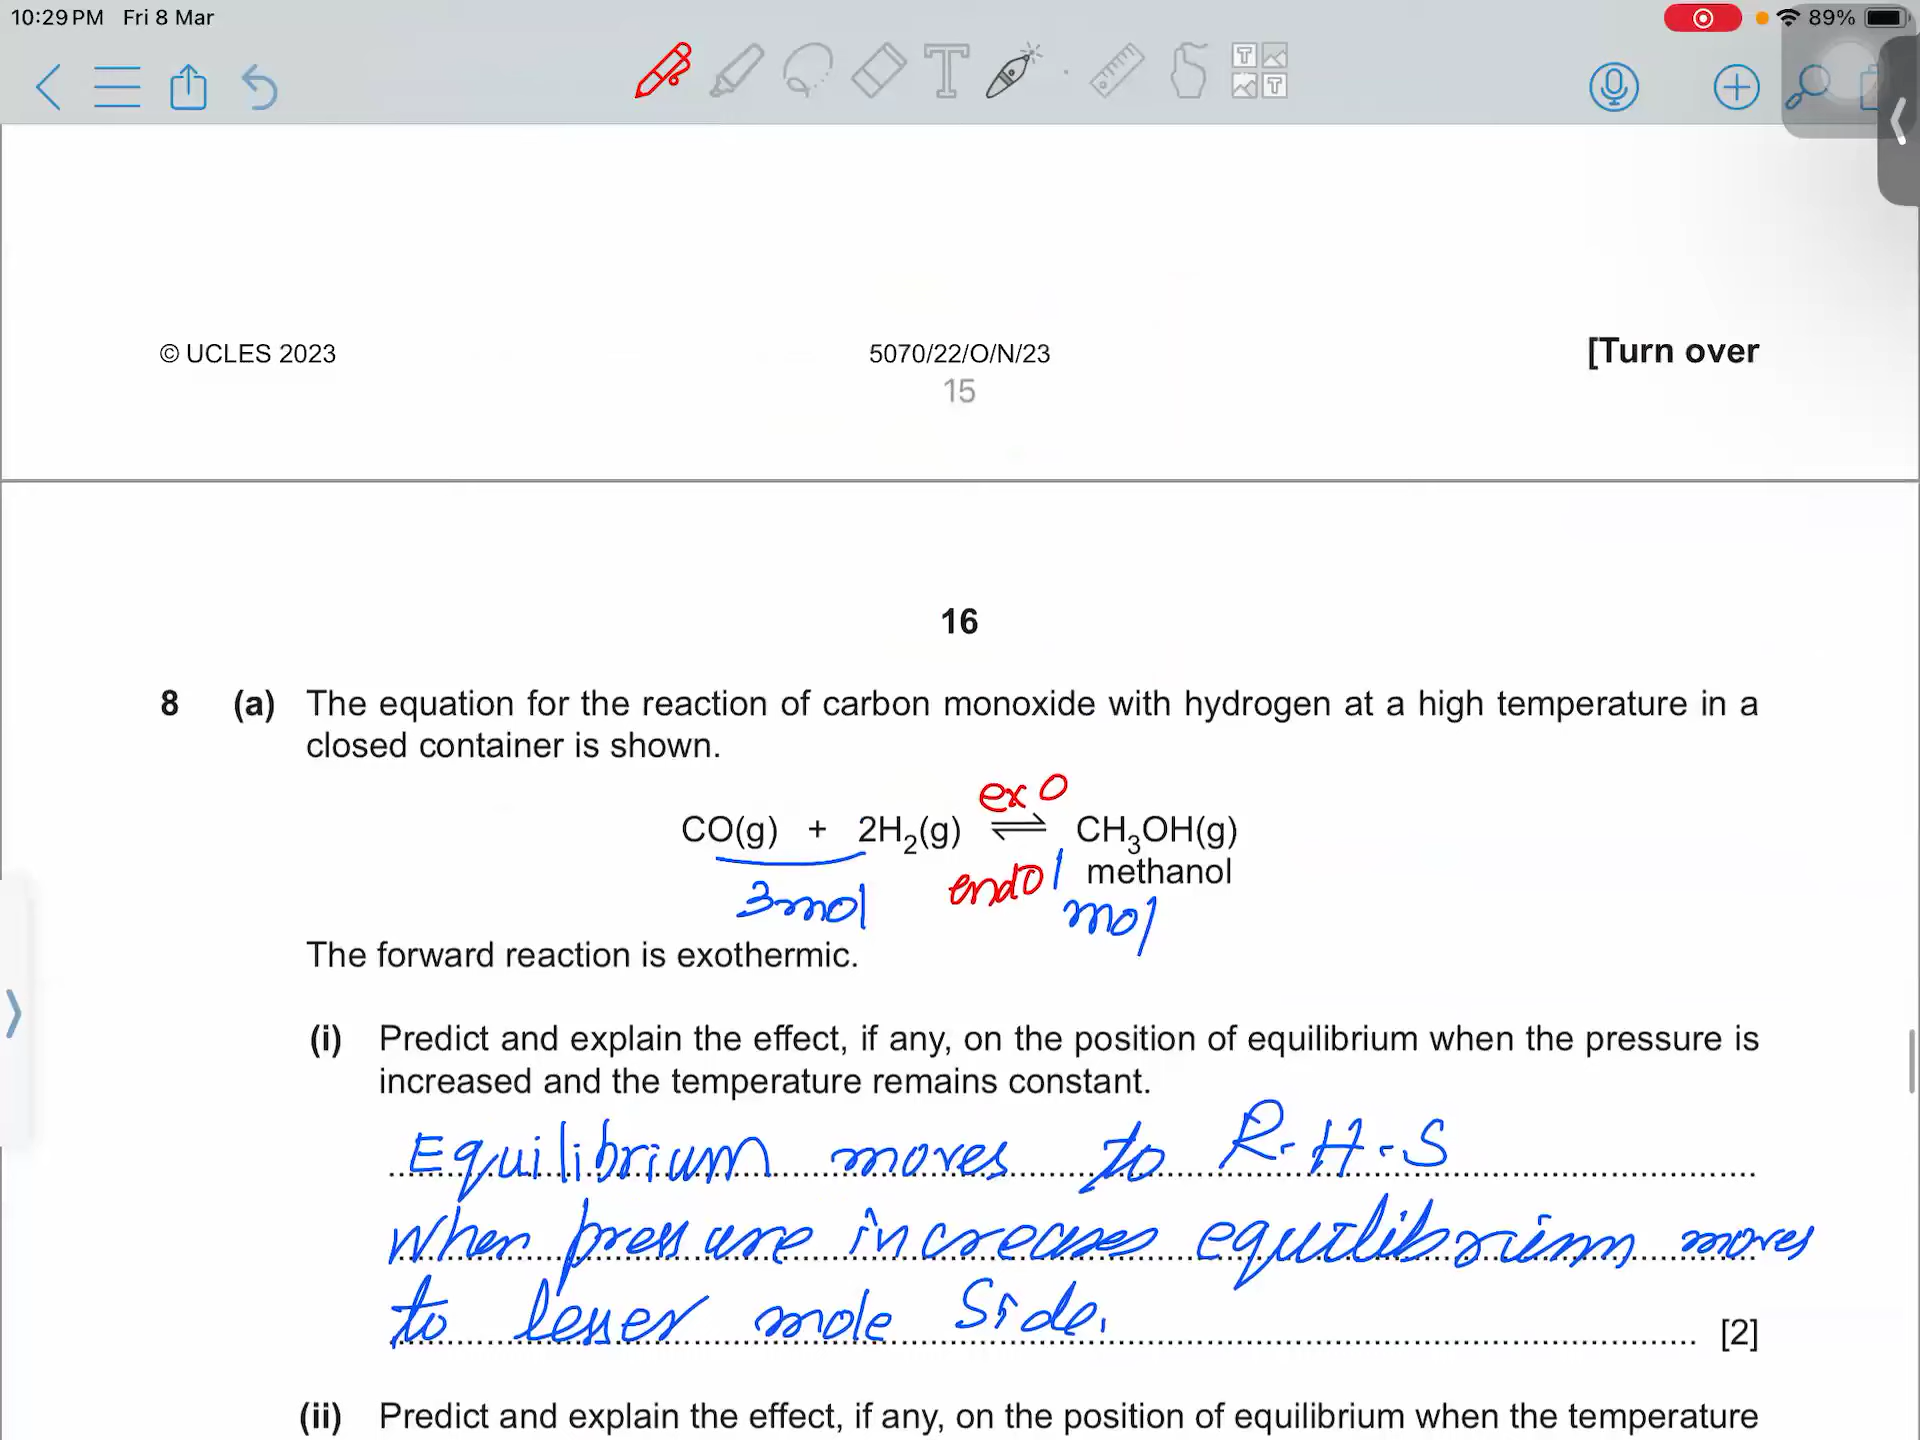 10:29 PM Fri 8 Mar
89%
© UCLES 2023
5070/22/O/N/23
[Turn over
15
16
8 (a) The equation for the reaction of carbon monoxide with hydrogen at a high temperature in a
closed container is shown.
exo
CO(g) + 2H₂(g) ⇌ CH₃OH(g)
endo
methanol
3mol
1 mol
The forward reaction is exothermic.
(i) Predict and explain the effect, if any, on the position of equilibrium when the pressure is
increased and the temperature remains constant.
Equilibrium moves to R.H.S
when pressure increases equilibrium moves
to lesser mole side.
[2]
(ii) Predict and explain the effect, if any, on the position of equilibrium when the temperature